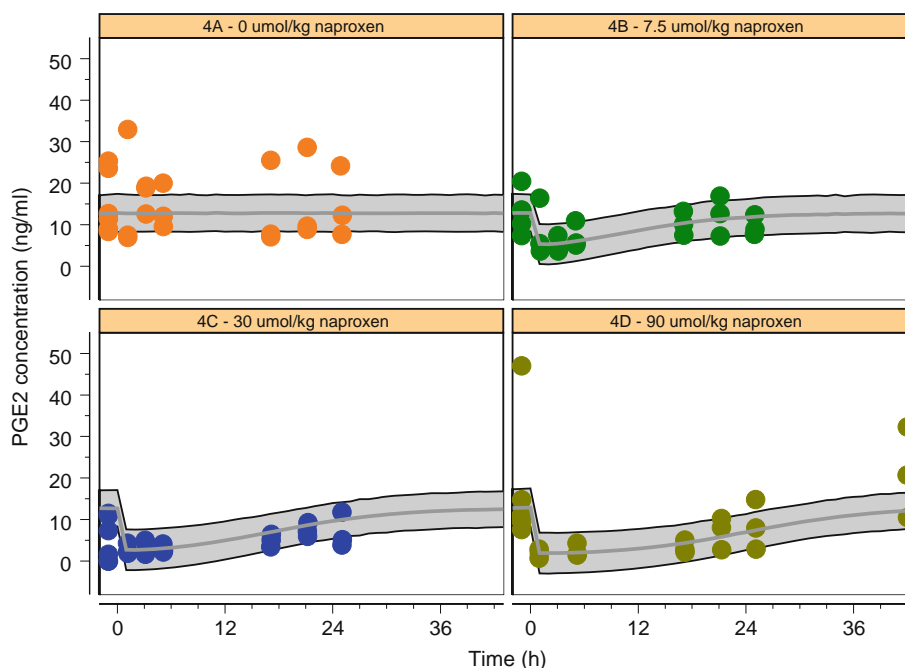 4A - 0 umol/kg naproxen
4B - 7.5 umol/kg naproxen
50
40
30
20
10
0
PGE2 concentration (ng/ml)
4C - 30 umol/kg naproxen
4D - 90 umol/kg naproxen
50
40
30
20
10
0
0 12 24 36 0 12 24 36
Time (h)